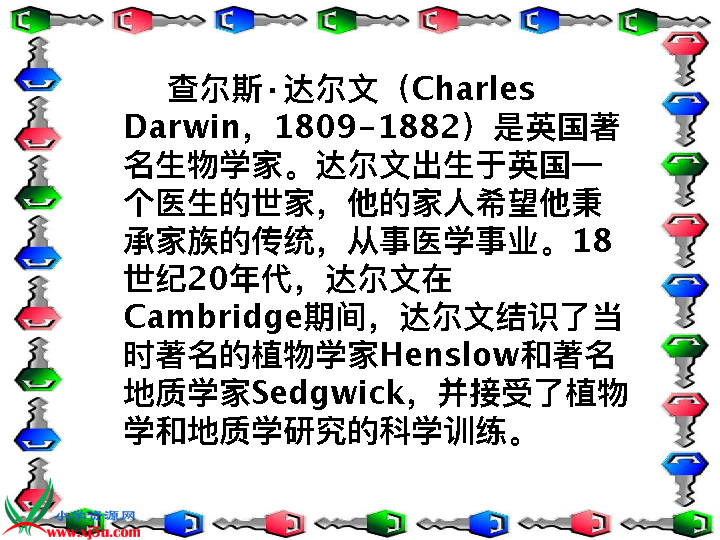 查尔斯·达尔文（Charles
Darwin，1809-1882）是英国著
名生物学家。达尔文出生于英国一
个医生的世家，他的家人希望他秉
承家族的传统，从事医学事业。18
世纪20年代，达尔文在
Cambridge期间，达尔文结识了当
时著名的植物学家Henslow和著名
地质学家Sedgwick，并接受了植物
学和地质学研究的科学训练。
资源网
www.xjou.com